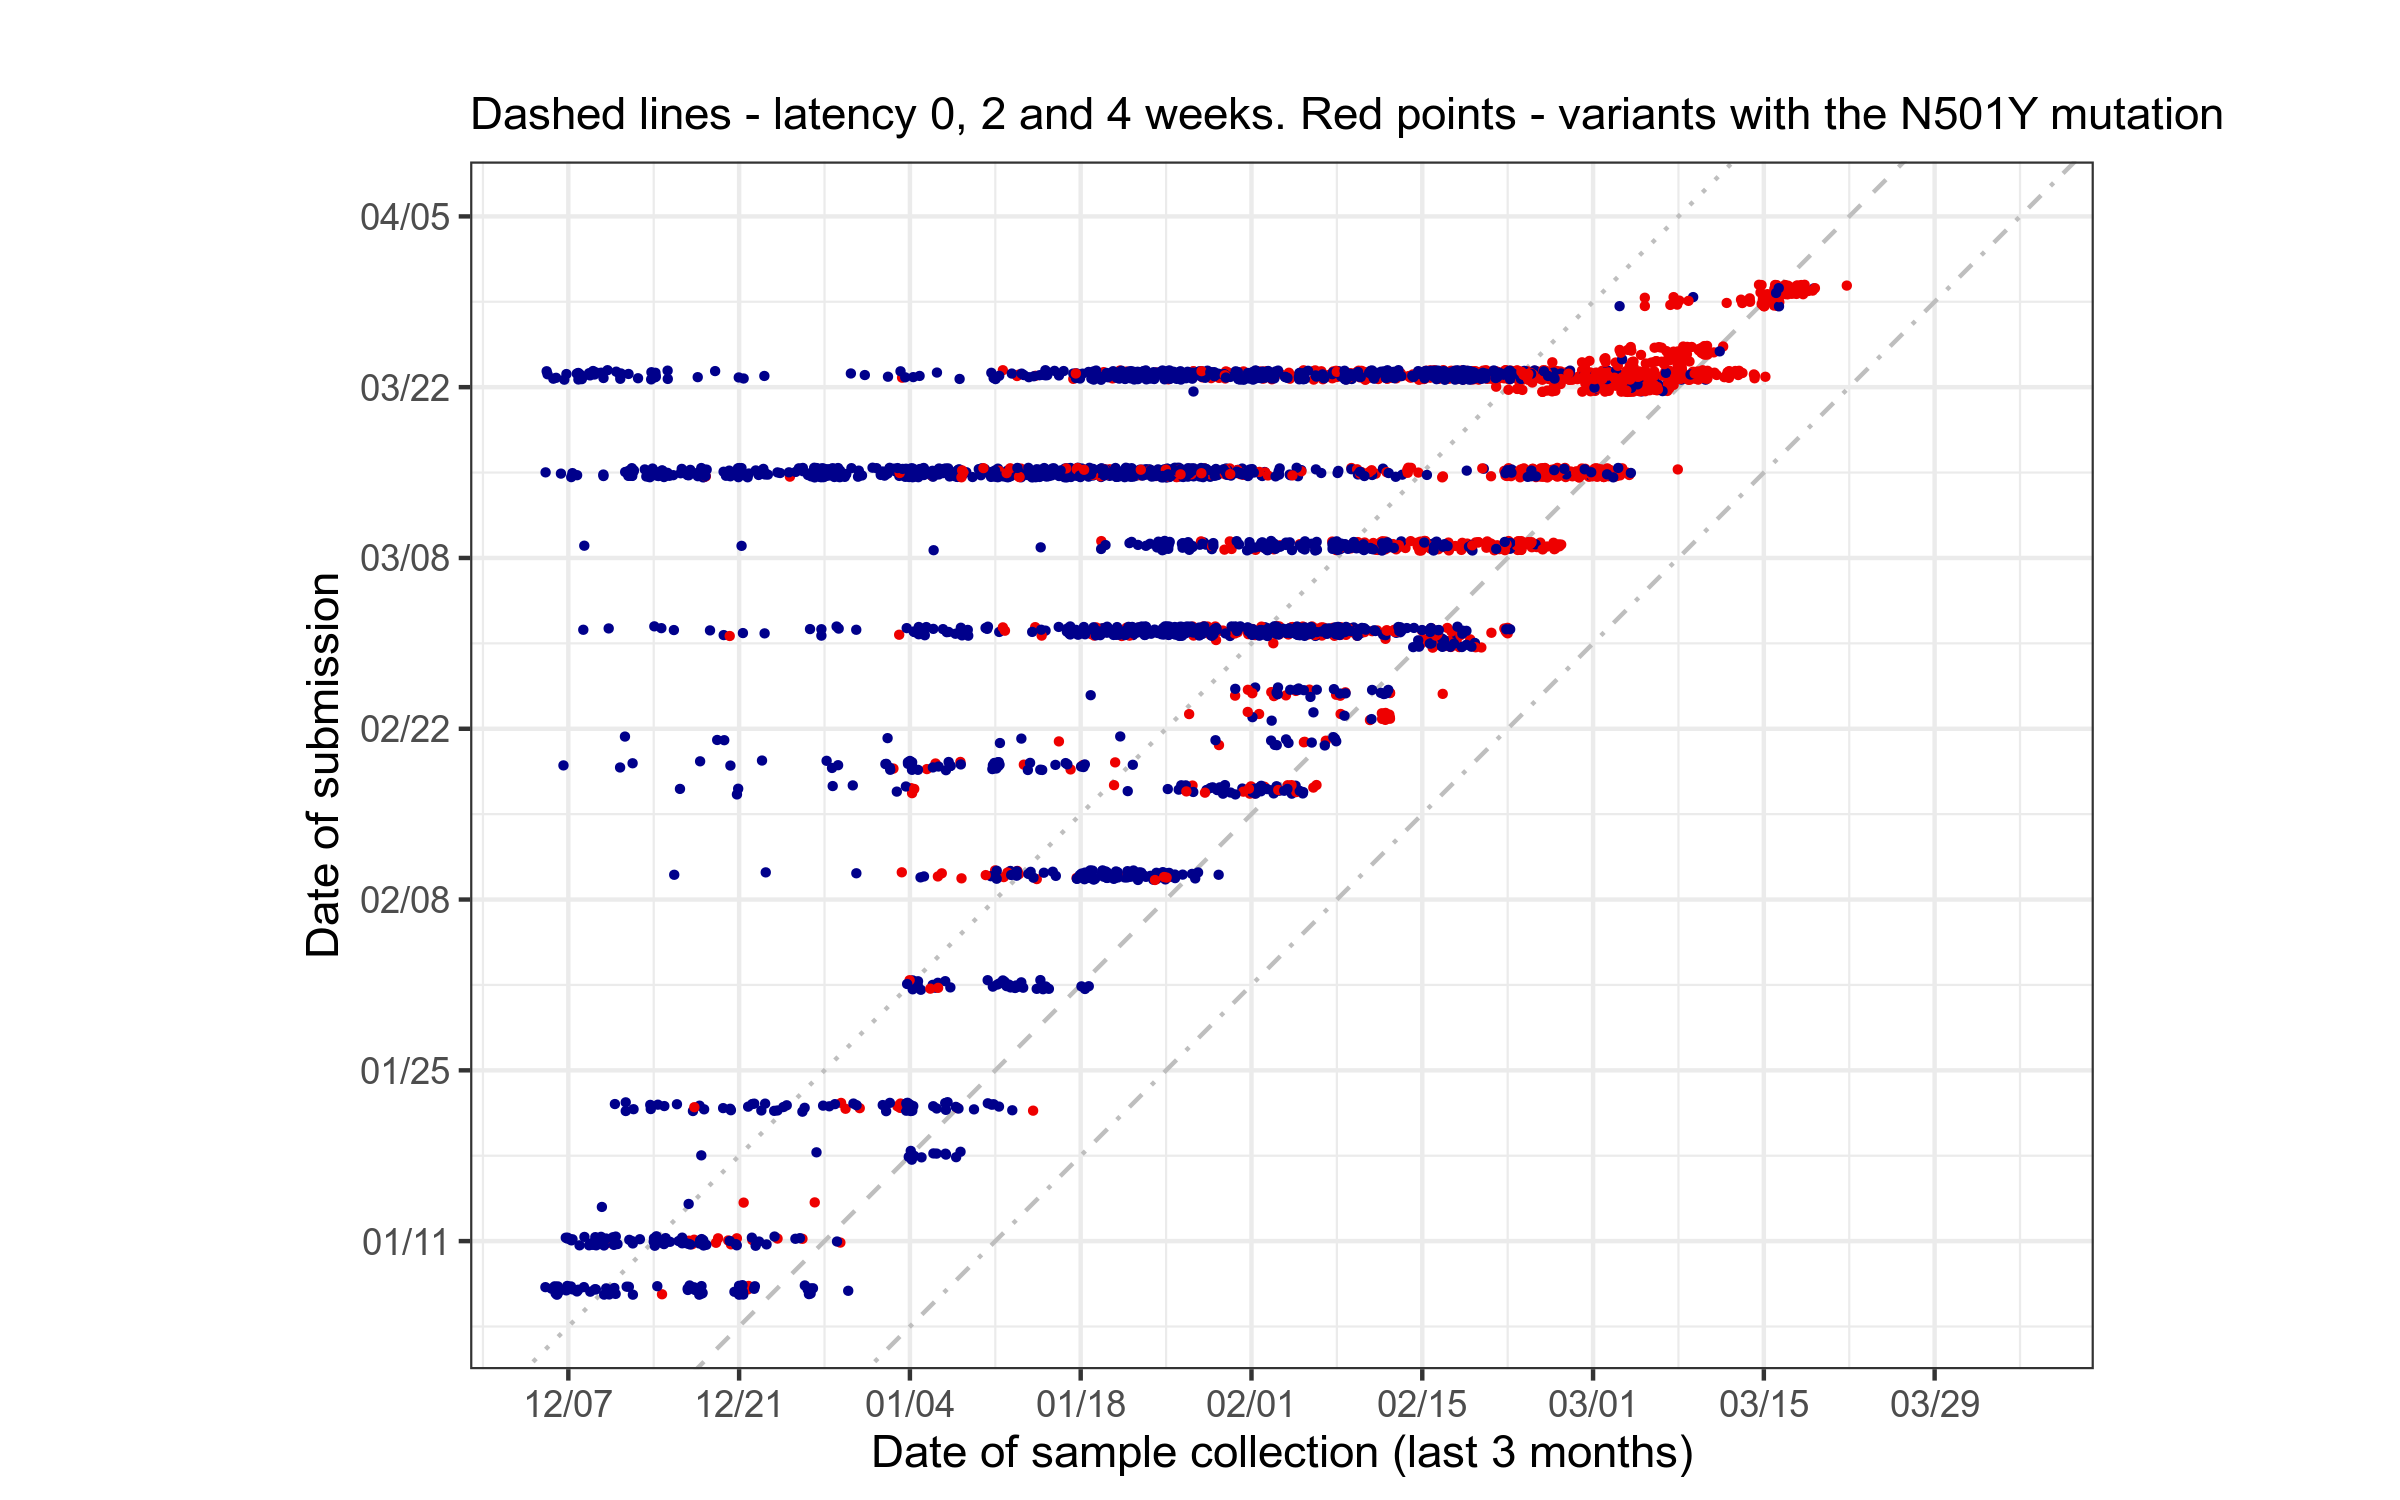 Dashed lines - latency 0, 2 and 4 weeks. Red points - variants with the N501Y mutation
04/05
03/22
03/08
02/22
02/08
01/25
01/11
Date of submission
12/07 12/21 01/04 01/18 02/01 02/15 03/01 03/15 03/29
Date of sample collection (last 3 months)